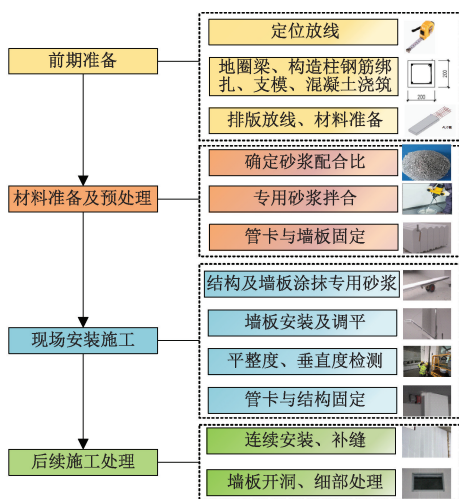 前期准备
定位放线
地圈梁、构造柱钢筋绑
扎、支模、混凝土浇筑
200
200
排版放线、材料准备
材料准备及预处理
确定砂浆配合比
专用砂浆拌合
管卡与墙板固定
现场安装施工
结构及墙板涂抹专用砂浆
墙板安装及调平
平整度、垂直度检测
管卡与结构固定
后续施工处理
连续安装、补缝
墙板开洞、细部处理